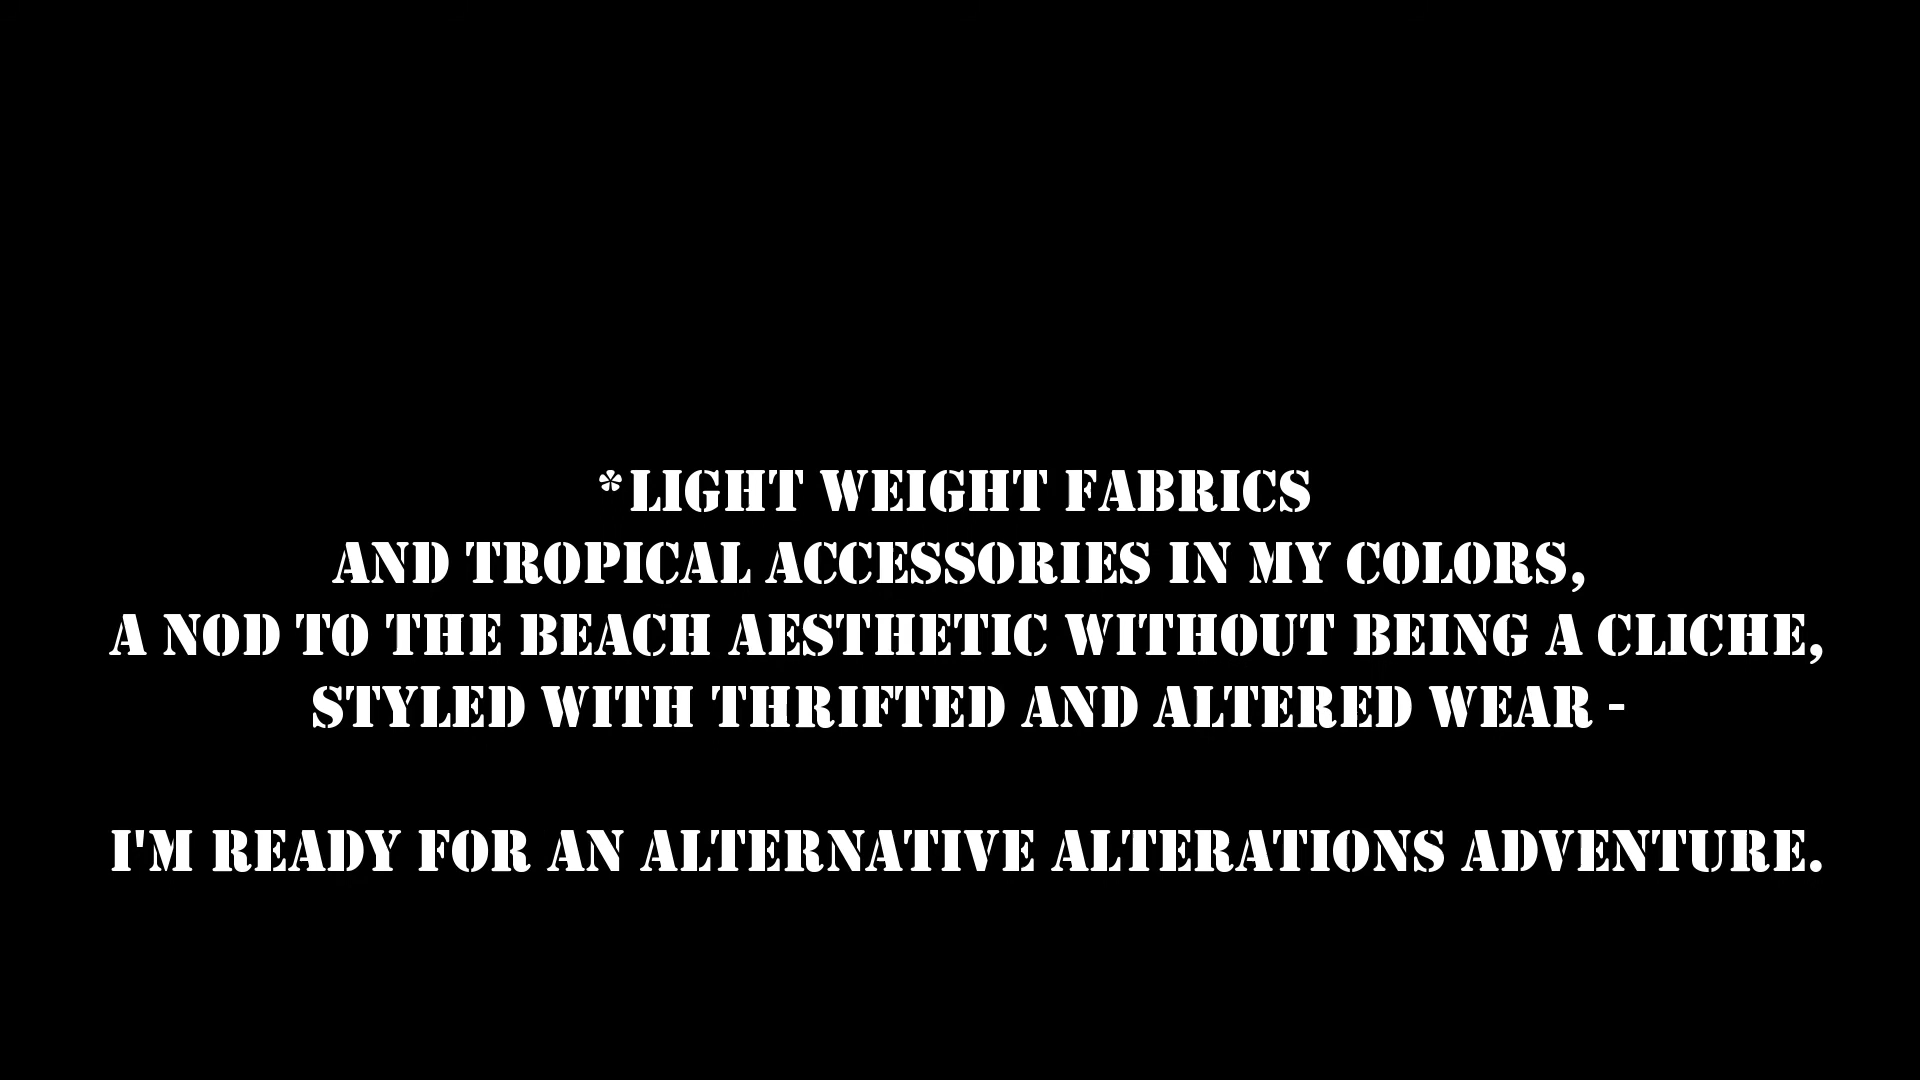 *LIGHT WEIGHT FABRICS
AND TROPICAL ACCESSORIES IN MY COLORS,
A NOD TO THE BEACH AESTHETIC WITHOUT BEING A CLICHE,
STYLED WITH THRIFTED AND ALTERED WEAR -
I'M READY FOR AN ALTERNATIVE ALTERATIONS ADVENTURE.